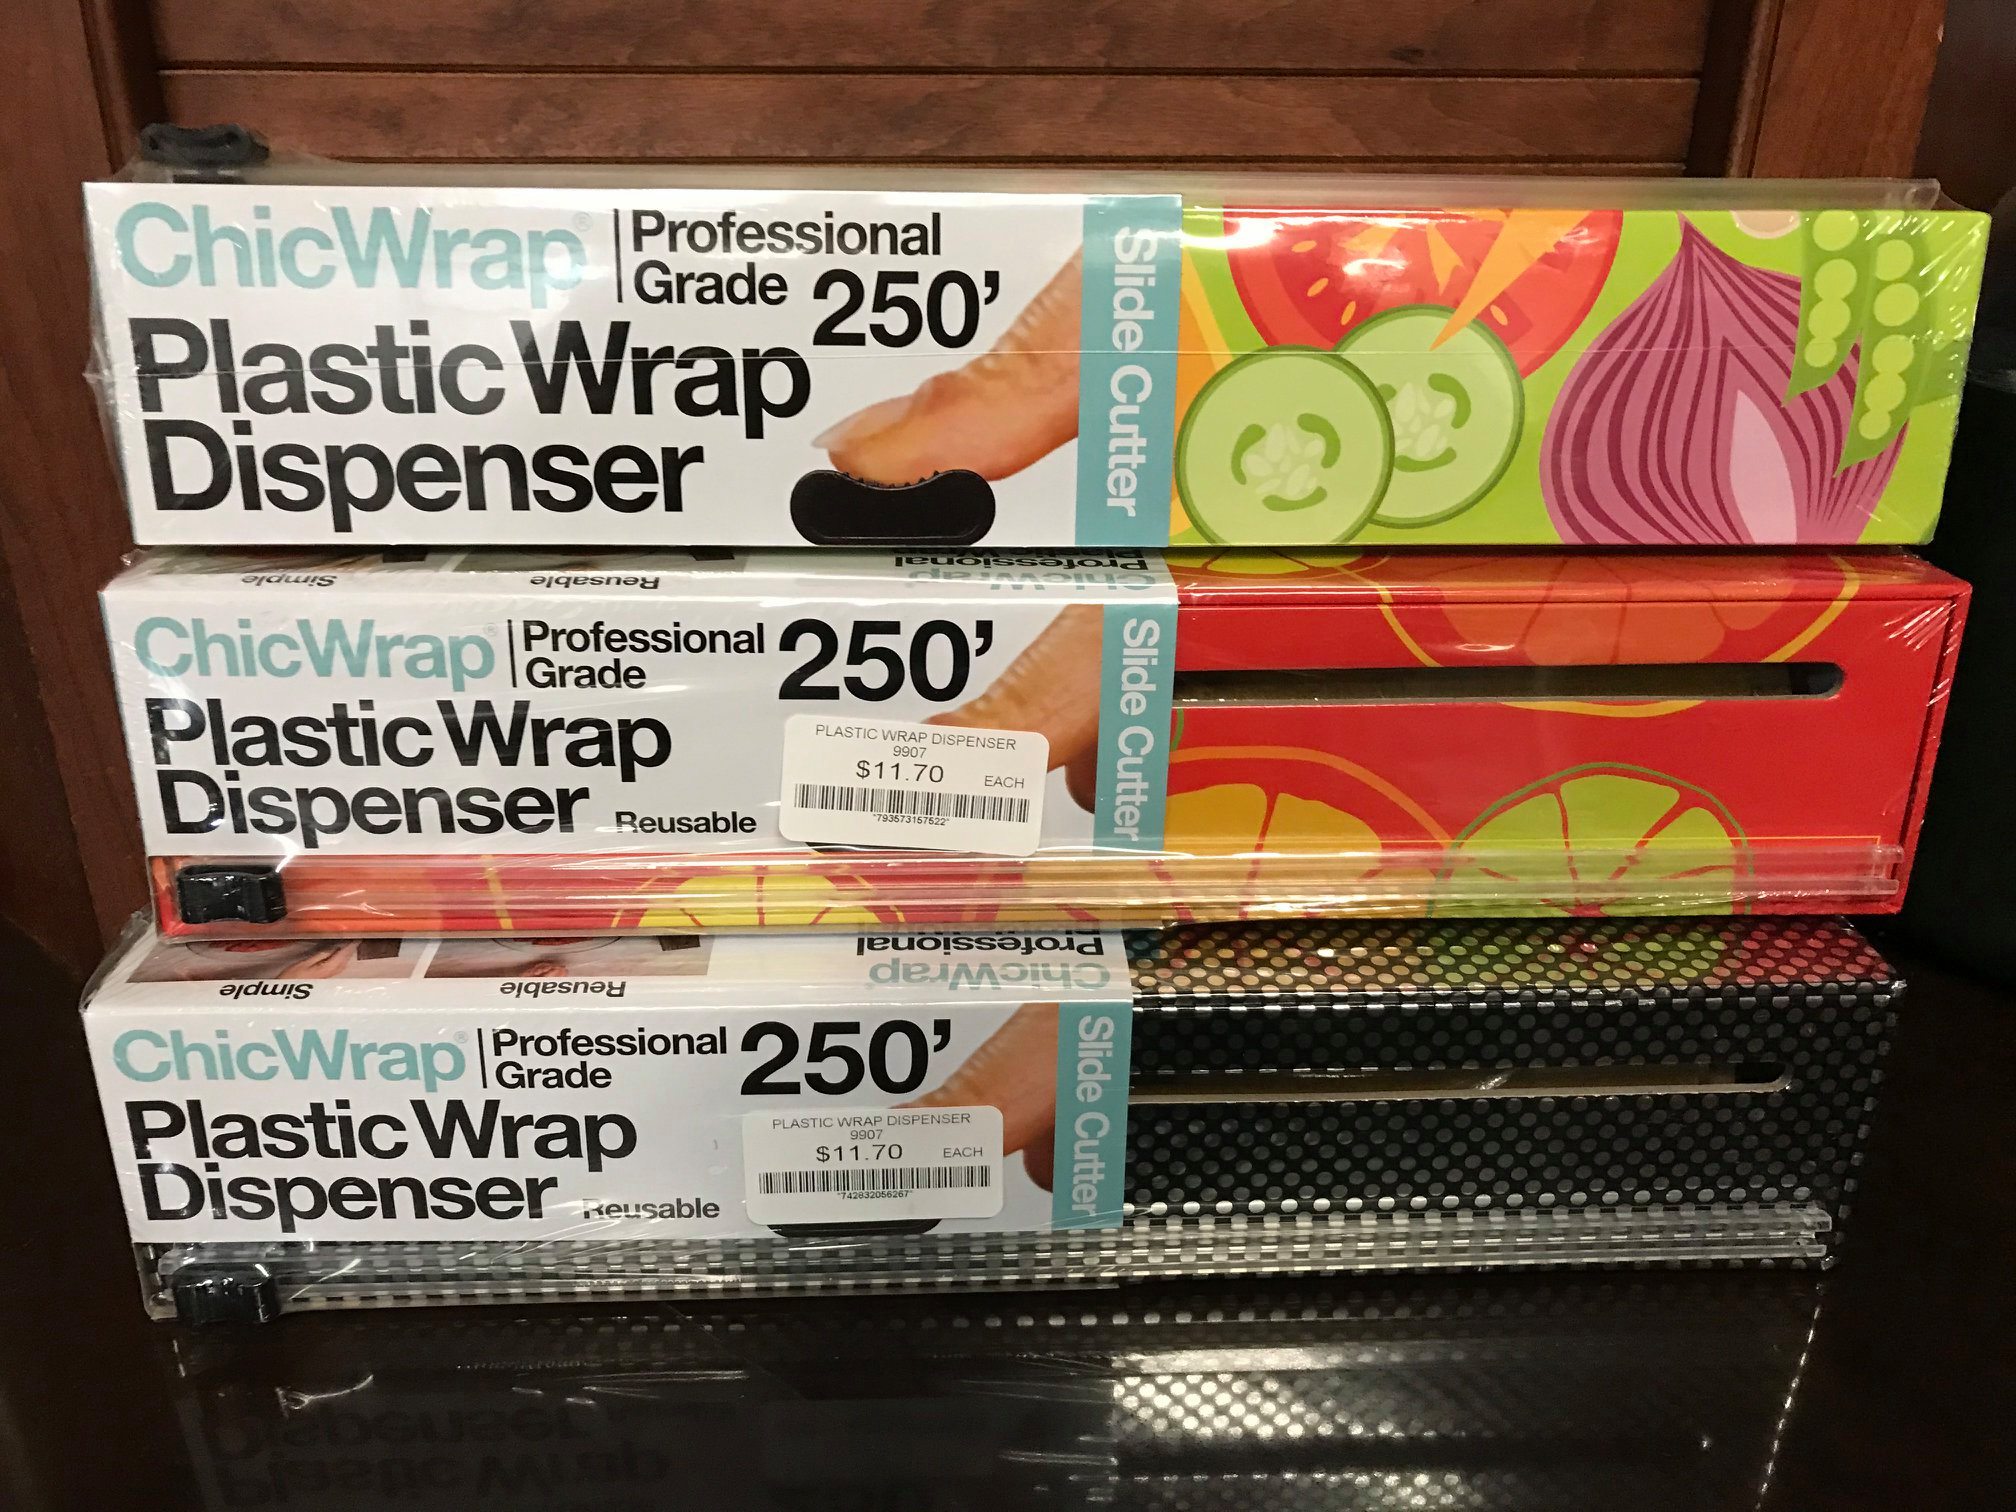 ChicWrap®
Professional
Grade 250’
Plastic Wrap
Dispenser
Slide Cutter
Simple
Reusable
Professional
ChicWrap
ChicWrap®
Professional
Grade
250’
Plastic Wrap
Dispenser
Reusable
Slide Cutter
PLASTIC WRAP DISPENSER
9907
$11.70 EACH
*793573157522*
Simple
Reusable
Professional
ChicWrap
ChicWrap®
Professional
Grade
250’
Plastic Wrap
Dispenser
Reusable
Slide Cutter
PLASTIC WRAP DISPENSER
9907
$11.70 EACH
*742832056267*